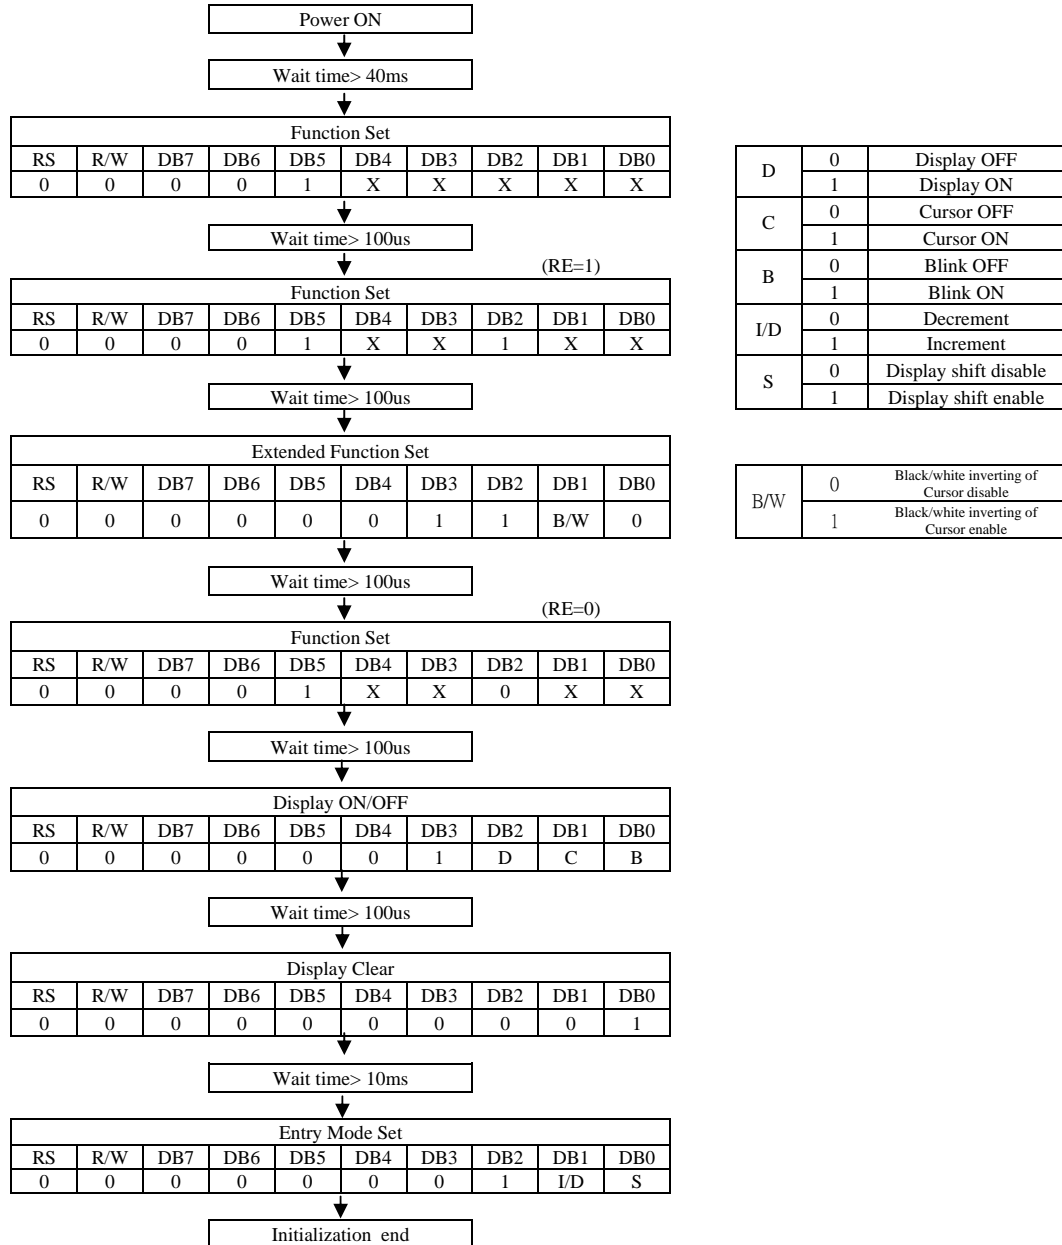 Power ON
Wait time> 40ms
Function Set
RS R/W DB7 DB6 DB5 DB4 DB3 DB2 DB1 DB0
0 0 0 0 1 X X X X X
Wait time> 100us
(RE=1)
Function Set
RS R/W DB7 DB6 DB5 DB4 DB3 DB2 DB1 DB0
0 0 0 0 1 X X 1 X X
Wait time> 100us
Extended Function Set
RS R/W DB7 DB6 DB5 DB4 DB3 DB2 DB1 DB0
0 0 0 0 0 0 1 1 B/W 0
Wait time> 100us
(RE=0)
Function Set
RS R/W DB7 DB6 DB5 DB4 DB3 DB2 DB1 DB0
0 0 0 0 1 X X 0 X X
Wait time> 100us
Display ON/OFF
RS R/W DB7 DB6 DB5 DB4 DB3 DB2 DB1 DB0
0 0 0 0 0 0 1 D C B
Wait time> 100us
Display Clear
RS R/W DB7 DB6 DB5 DB4 DB3 DB2 DB1 DB0
0 0 0 0 0 0 0 0 0 1
Wait time> 10ms
Entry Mode Set
RS R/W DB7 DB6 DB5 DB4 DB3 DB2 DB1 DB0
0 0 0 0 0 0 0 1 I/D S
Initialization end
D
0 Display OFF
1 Display ON
C
0 Cursor OFF
1 Cursor ON
B
0 Blink OFF
1 Blink ON
I/D
0 Decrement
1 Increment
S
0 Display shift disable
1 Display shift enable
B/W
0
Black/white inverting of
Cursor disable
1
Black/white inverting of
Cursor enable